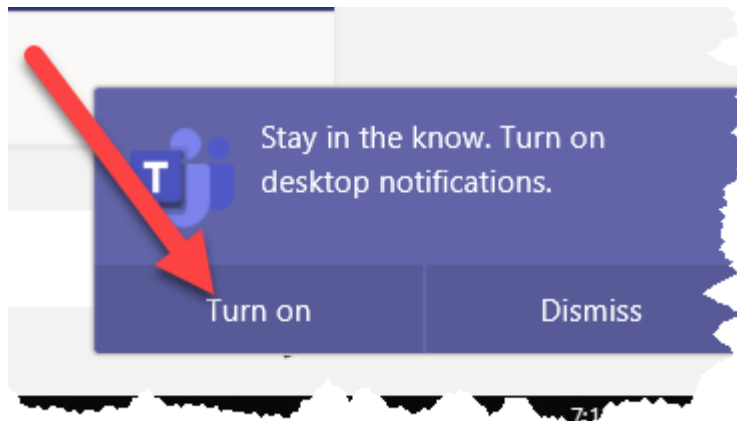 Stay in the know. Turn on
desktop notifications.
T
Turn on
Dismiss